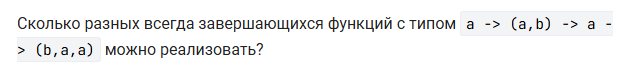 Сколько разных всегда завершающихся функций с типом a -> (a,b) -> a -
> (b,a,a) можно реализовать?